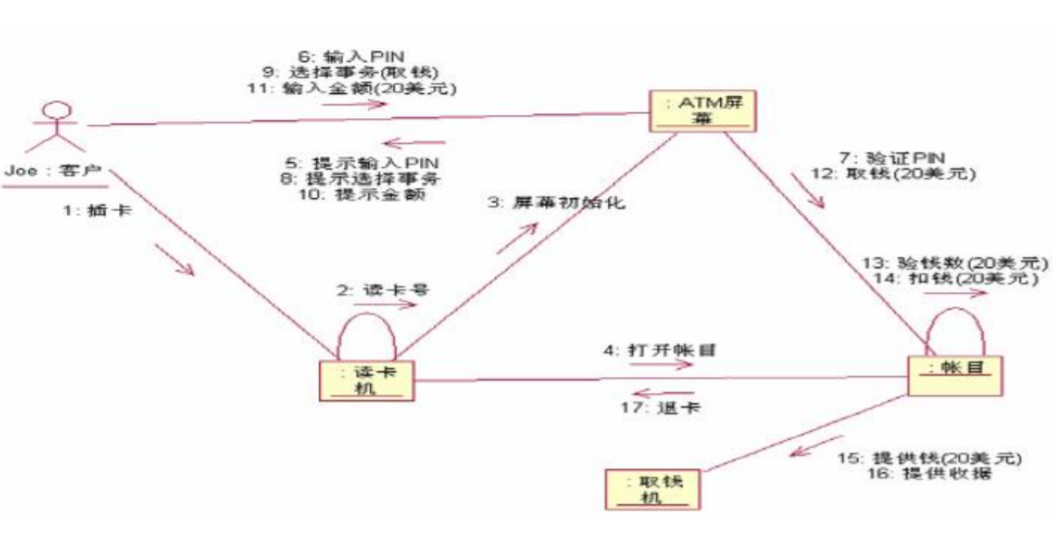 6: 输入PIN
9: 选择事务(取钱)
11: 输入金额(20美元)
: ATM屏
幕
Joe : 客户
5: 提示输入PIN
8: 提示选择事务
10: 提示金额
7: 验证PIN
12: 取钱(20美元)
1: 插卡
3: 屏幕初始化
13: 验钱数(20美元)
14: 扣钱(20美元)
2: 读卡号
4: 打开帐目
: 读卡
机
: 帐目
17: 退卡
15: 提供钱(20美元)
16: 提供收据
: 取钱
机